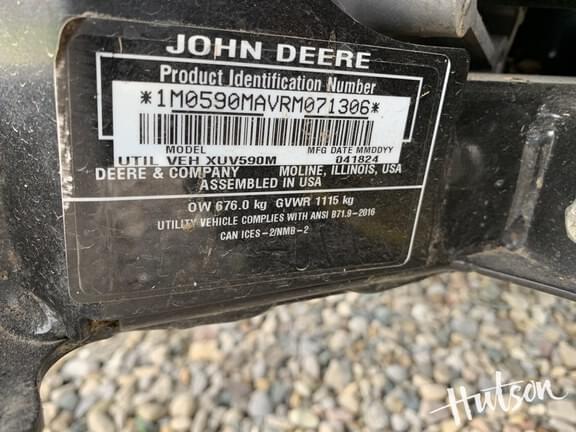 JOHN DEERE
Product Identification Number
*1M0590MAVRM071306*
MODEL MFG DATE MMDDYY
UTIL VEH XUV590M 041824
DEERE & COMPANY MOLINE, ILLINOIS, USA
ASSEMBLED IN USA
OW 676.0 kg GVWR 1115 kg
UTILITY VEHICLE COMPLIES WITH ANSI B71.9-2016
CAN ICES-2/NMB-2
Hutson